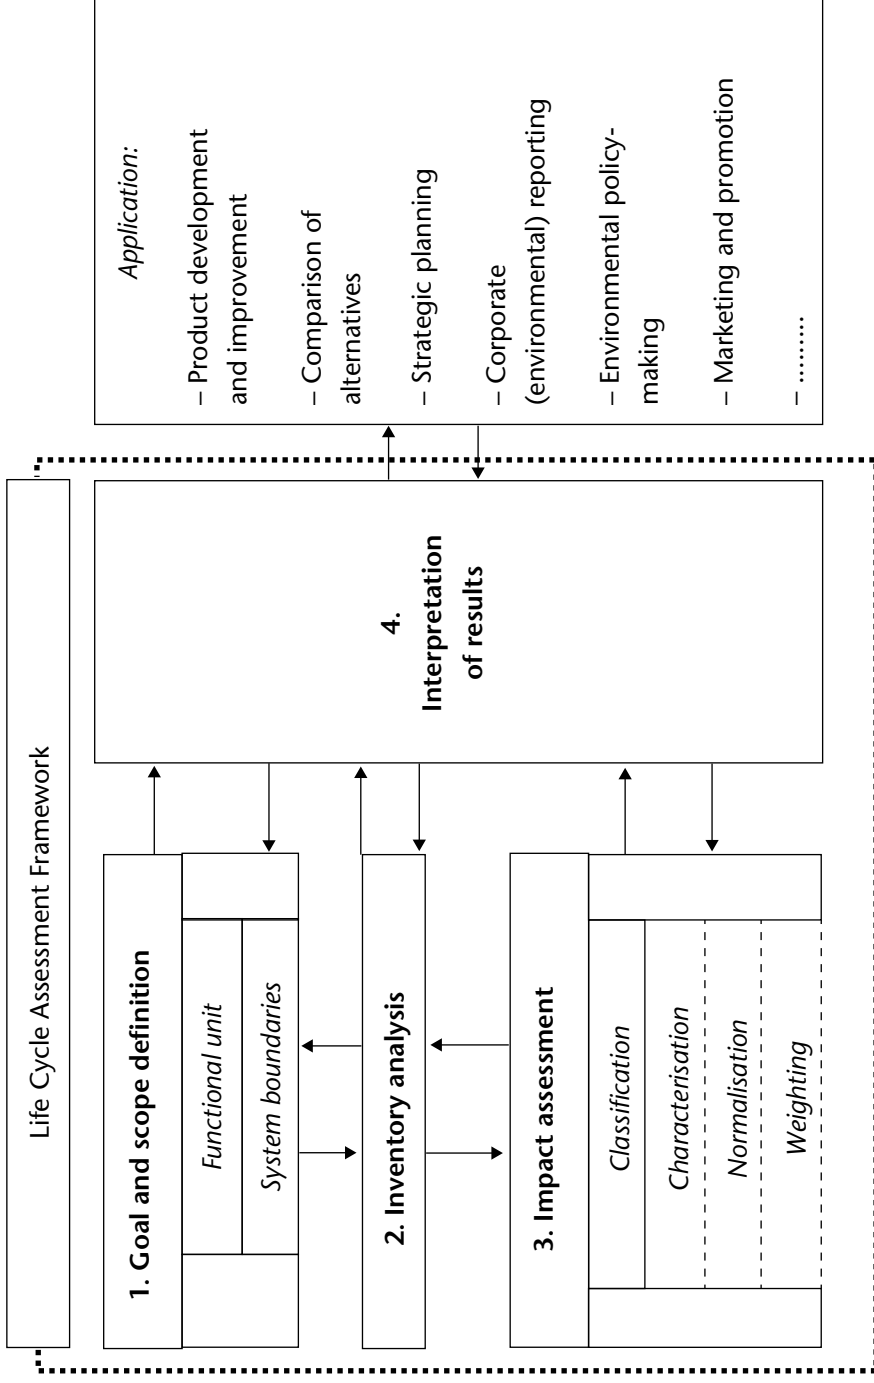 Life Cycle Assessment Framework
1. Goal and scope definition
Functional unit
System boundaries
2. Inventory analysis
3. Impact assessment
Classification
Characterisation
Normalisation
Weighting
4.
Interpretation
of results
Application:
– Product development
and improvement
– Comparison of
alternatives
– Strategic planning
– Corporate
(environmental) reporting
– Environmental policy-
making
– Marketing and promotion
– .........